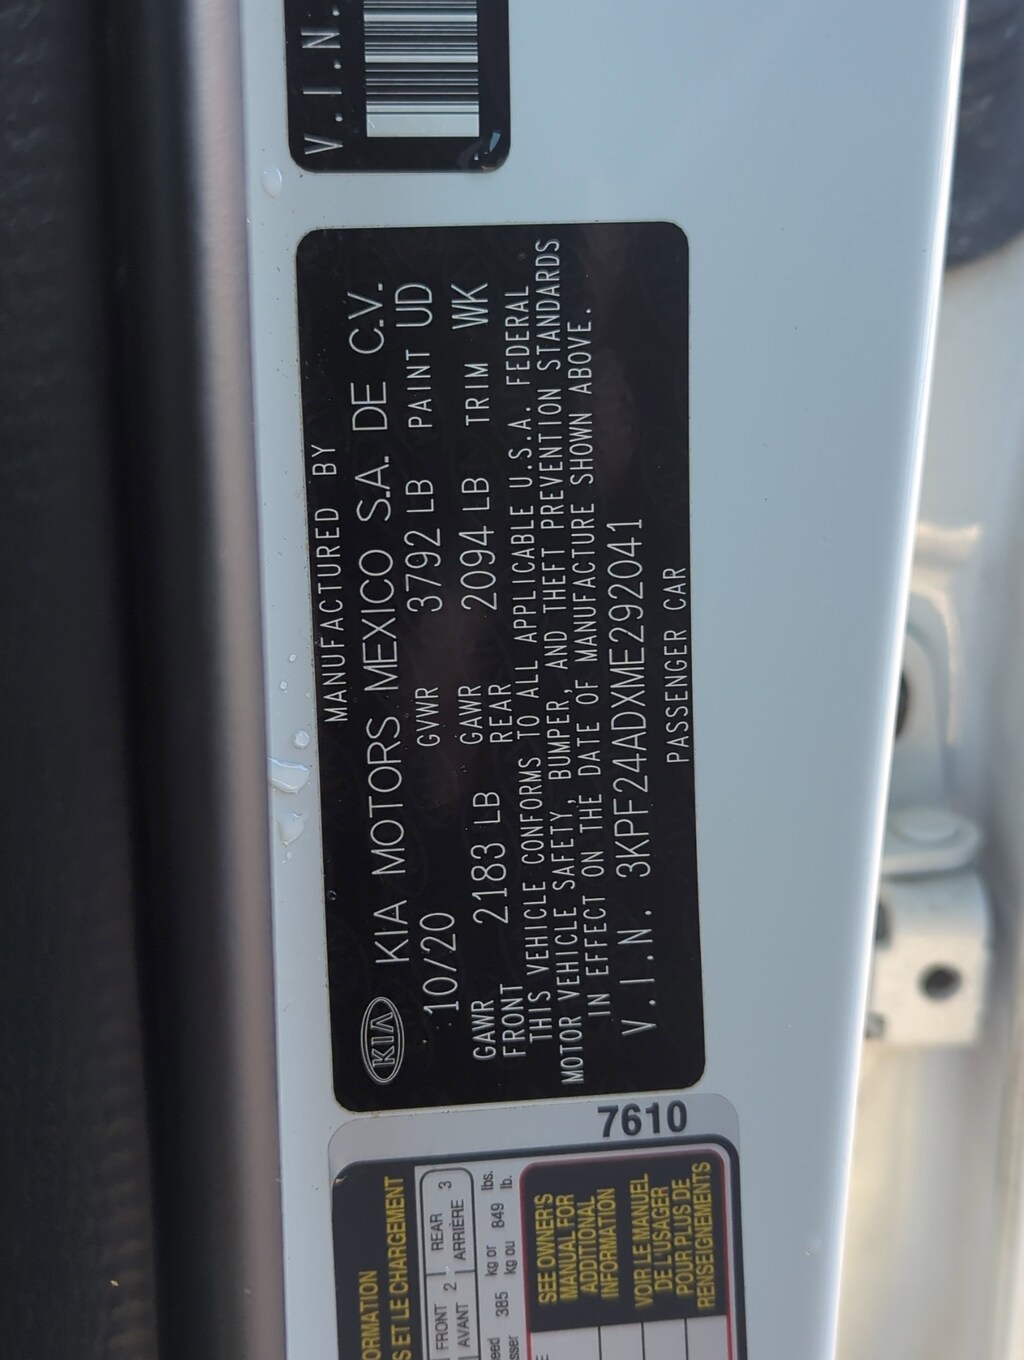 V.I.N.
MANUFACTURED BY
KIA KIA MOTORS MEXICO S.A. DE C.V.
10/20 GVWR 3792 LB PAINT UD
GAWR FRONT 2183 LB GAWR REAR 2094 LB TRIM WK
THIS VEHICLE CONFORMS TO ALL APPLICABLE U.S.A. FEDERAL
MOTOR VEHICLE SAFETY, BUMPER, AND THEFT PREVENTION STANDARDS
IN EFFECT ON THE DATE OF MANUFACTURE SHOWN ABOVE.
V.I.N. 3KPF24ADXME292041
PASSENGER CAR
7610
ET LE CHARGEMENT
FRONT 2 REAR 3
AVANT ARRIÈRE
385 kg or 849 lbs.
kg ou lb.
SEE OWNER'S
MANUAL FOR
ADDITIONAL
INFORMATION
VOIR LE MANUEL
DE L'USAGER
POUR PLUS DE
RENSEIGNEMENTS